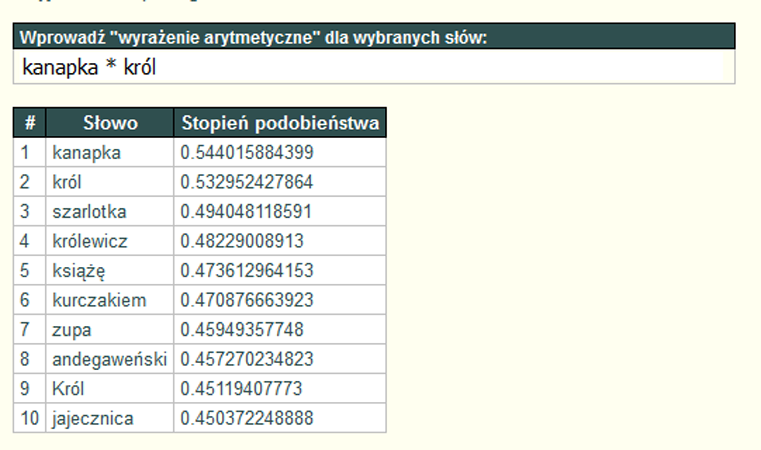 Wprowadź "wyrażenie arytmetyczne" dla wybranych słów:
kanapka * król
# Słowo Stopień podobieństwa
1 kanapka 0.544015884399
2 król 0.532952427864
3 szarlotka 0.494048118591
4 królewicz 0.48229008913
5 książę 0.473612964153
6 kurczakiem 0.470876663923
7 zupa 0.45949357748
8 andegaweński 0.457270234823
9 Król 0.45119407773
10 jajecznica 0.450372248888